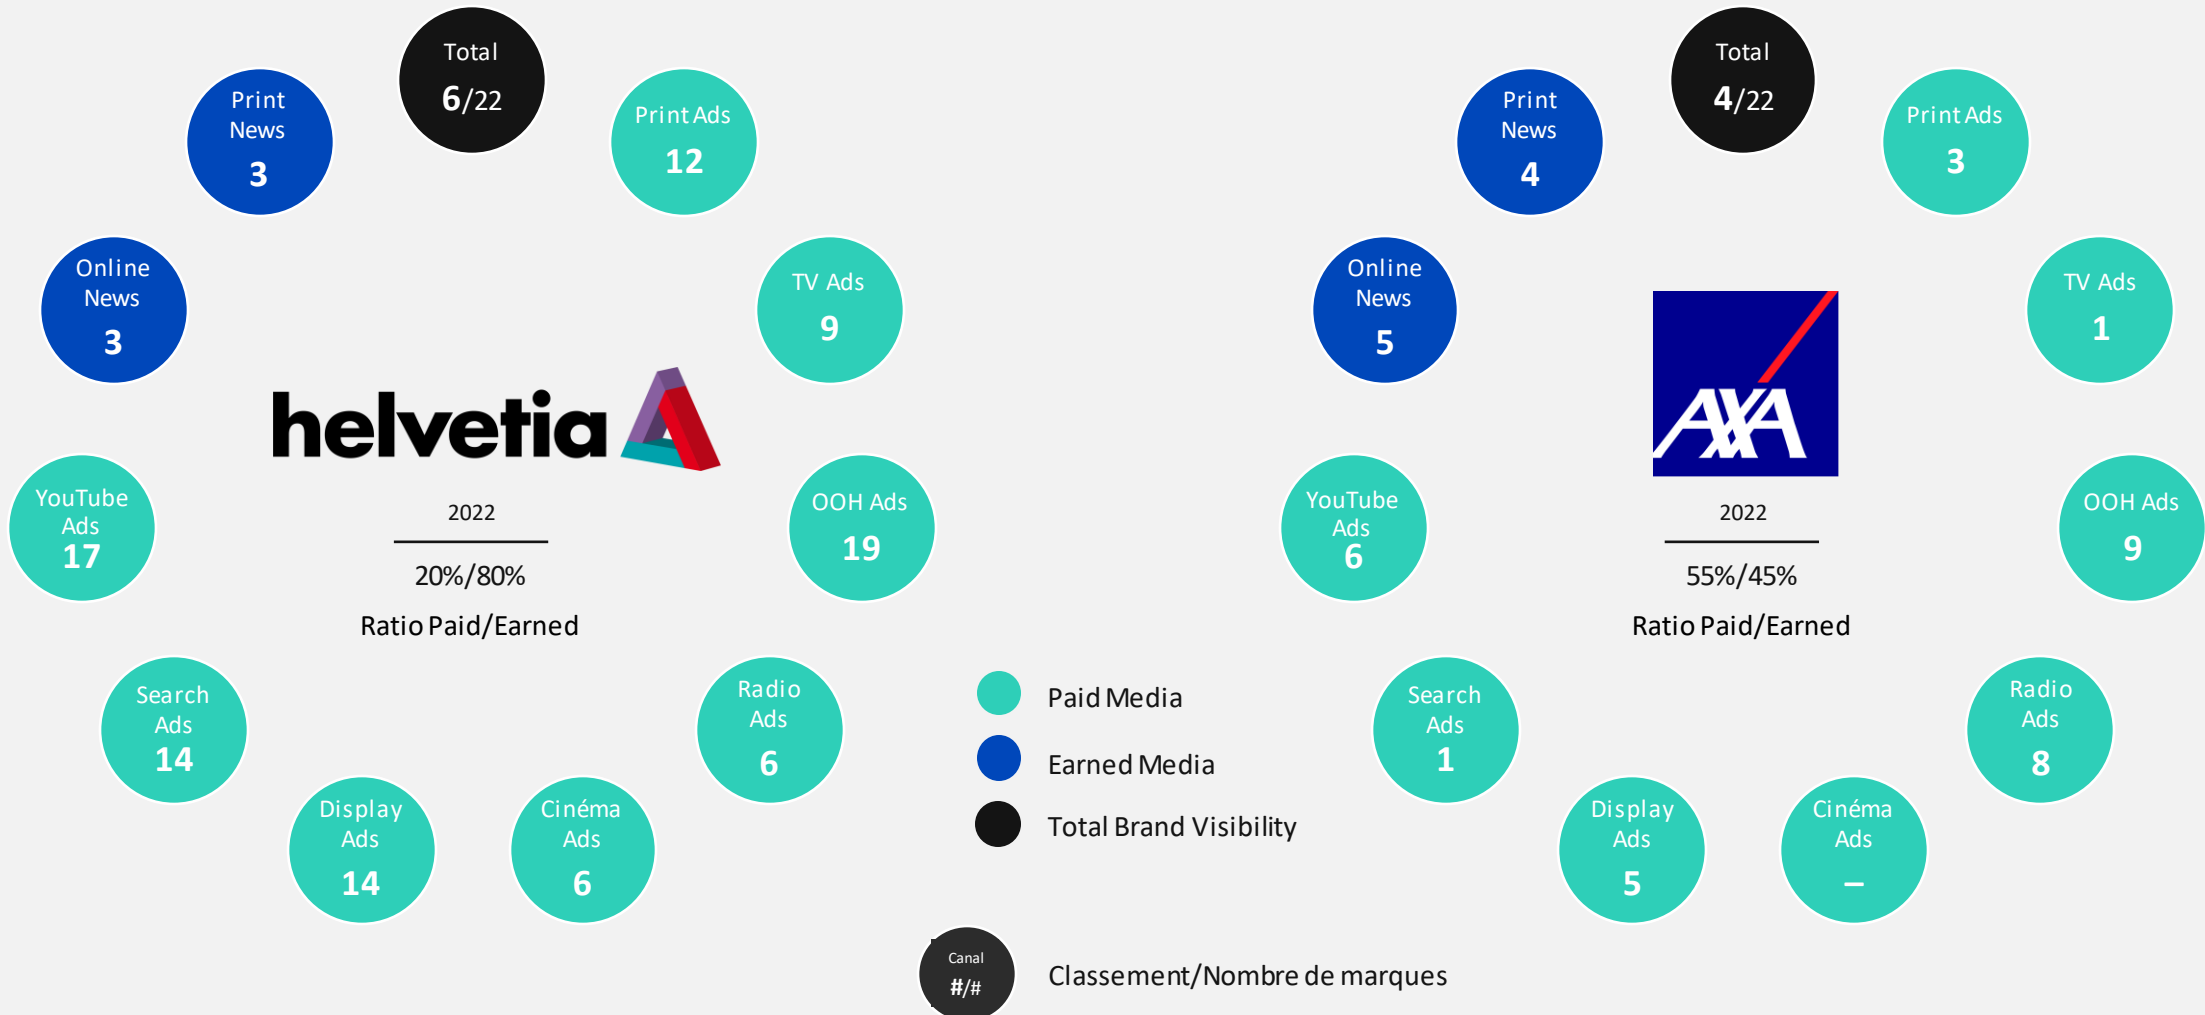 Total
6/22
Print Ads
12
TV Ads
9
OOH Ads
19
Radio
Ads
6
Cinéma
Ads
6
Display
Ads
14
Search
Ads
14
YouTube
Ads
17
Online
News
3
Print
News
3
helvetia
2022
20%/80%
Ratio Paid/Earned
Total
4/22
Print Ads
3
TV Ads
1
OOH Ads
9
Radio
Ads
8
Cinéma
Ads
–
Display
Ads
5
Search
Ads
1
YouTube
Ads
6
Online
News
5
Print
News
4
AXA
2022
55%/45%
Ratio Paid/Earned
Paid Media
Earned Media
Total Brand Visibility
Canal
#/#
Classement/Nombre de marques